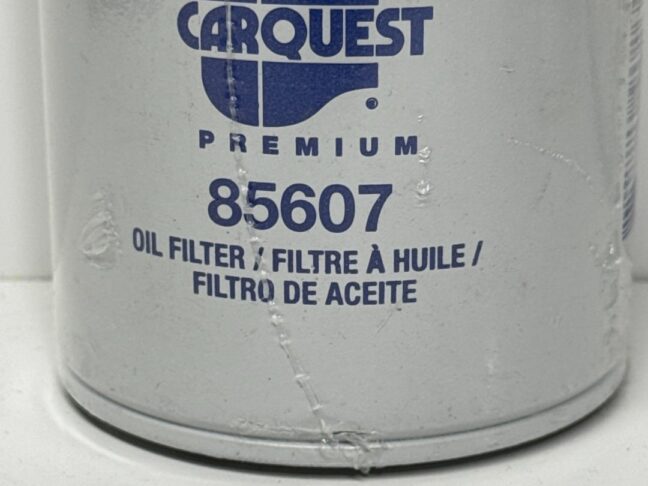 CARQUEST
PREMIUM
85607
OIL FILTER / FILTRE À HUILE /
FILTRO DE ACEITE